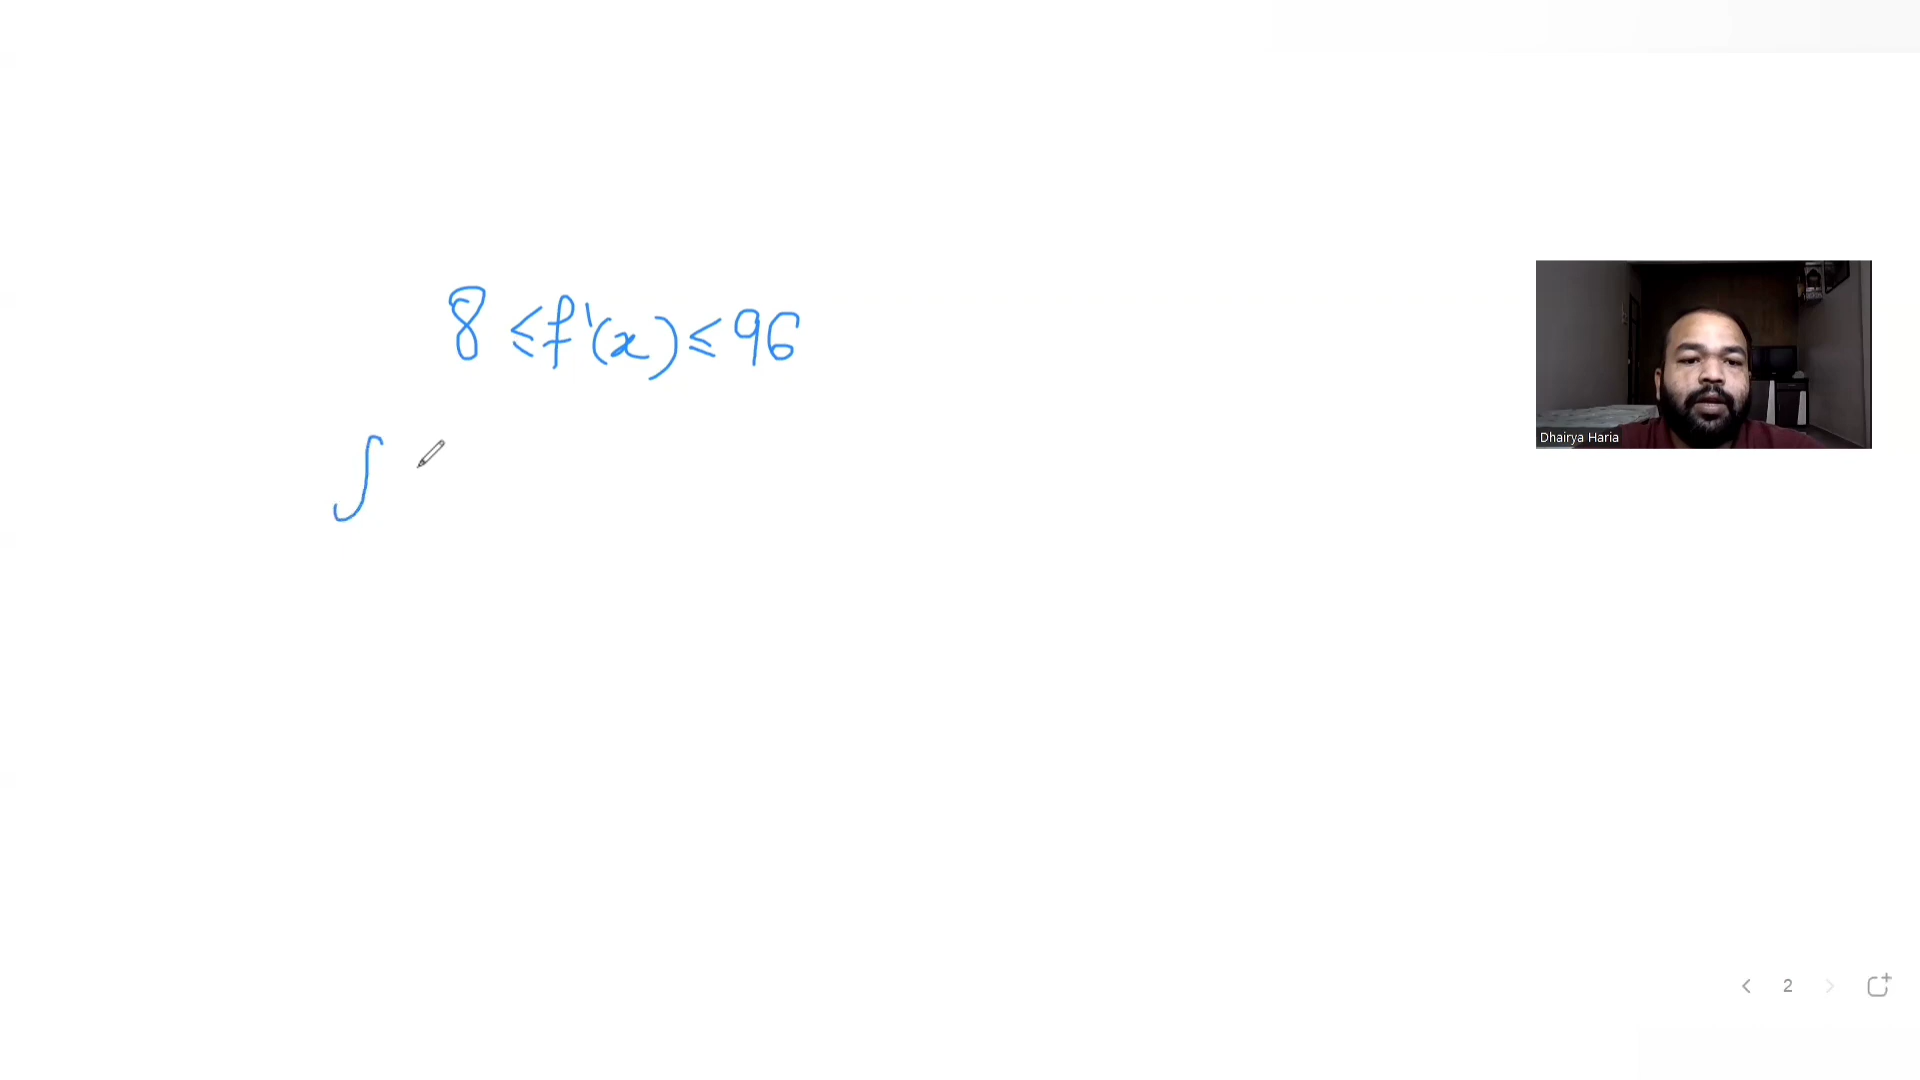 8 ≤ f'(x) ≤ 96
∫
Dhairya Haria
2